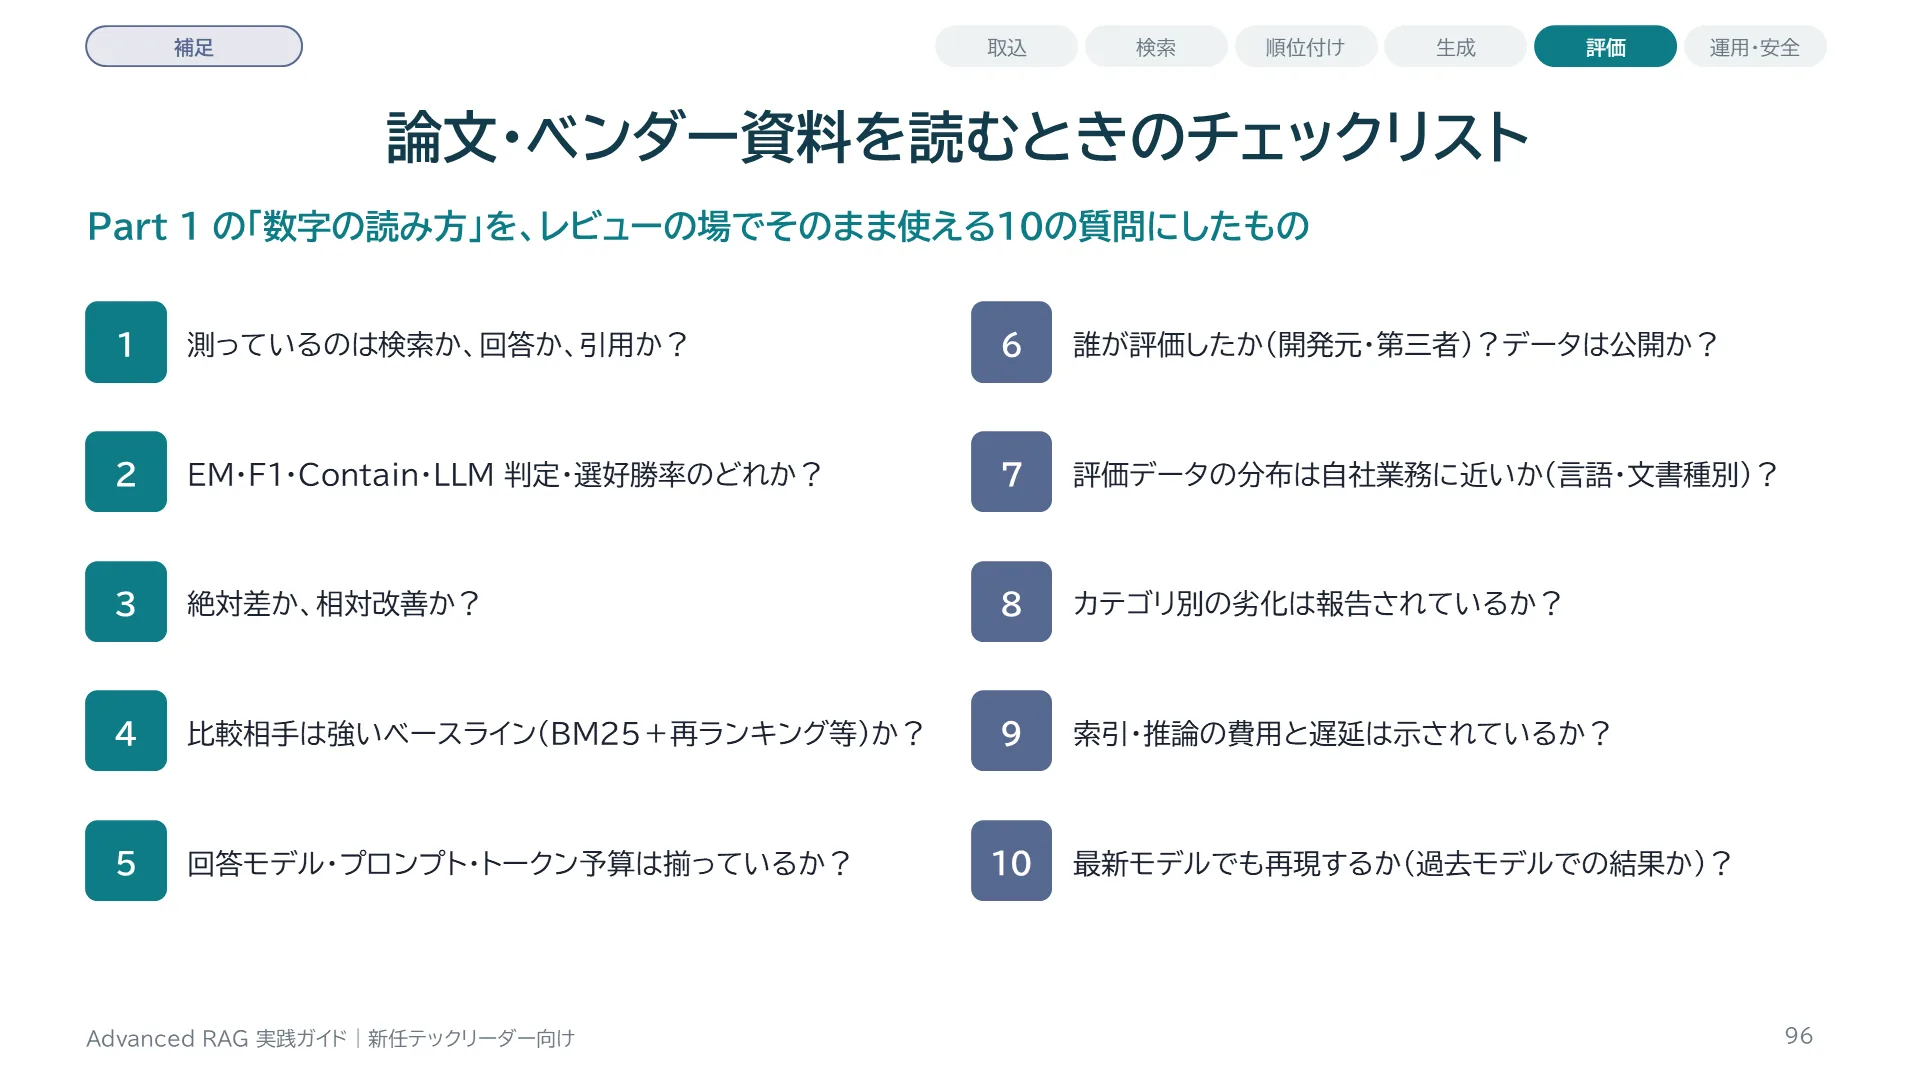 補足
取込
検索
順位付け
生成
評価
運用・安全
論文・ベンダー資料を読むときのチェックリスト
Part 1 の「数字の読み方」を、レビューの場でそのまま使える10の質問にしたもの
1 測っているのは検索か、回答か、引用か？
2 EM・F1・Contain・LLM 判定・選好勝率のどれか？
3 絶対差か、相対改善か？
4 比較相手は強いベースライン（BM25＋再ランキング等）か？
5 回答モデル・プロンプト・トークン予算は揃っているか？
6 誰が評価したか（開発元・第三者）？データは公開か？
7 評価データの分布は自社業務に近いか（言語・文書種別）？
8 カテゴリ別の劣化は報告されているか？
9 索引・推論の費用と遅延は示されているか？
10 最新モデルでも再現するか（過去モデルでの結果か）？
Advanced RAG 実践ガイド｜新任テックリーダー向け
96